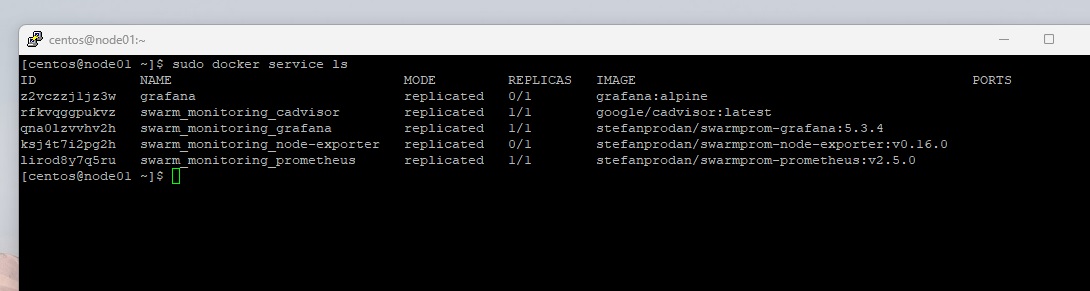 centos@node01:~
[centos@node01 ~]$ sudo docker service ls
ID NAME MODE REPLICAS IMAGE PORTS
z2vczzjljz3w grafana replicated 0/1 grafana:alpine
rfkvqggpukvz swarm_monitoring_cadvisor replicated 1/1 google/cadvisor:latest
qna0lzvvhv2h swarm_monitoring_grafana replicated 1/1 stefanprodan/swarmprom-grafana:5.3.4
ksj4t7i2pg2h swarm_monitoring_node-exporter replicated 0/1 stefanprodan/swarmprom-node-exporter:v0.16.0
lirod8y7q5ru swarm_monitoring_prometheus replicated 1/1 stefanprodan/swarmprom-prometheus:v2.5.0
[centos@node01 ~]$